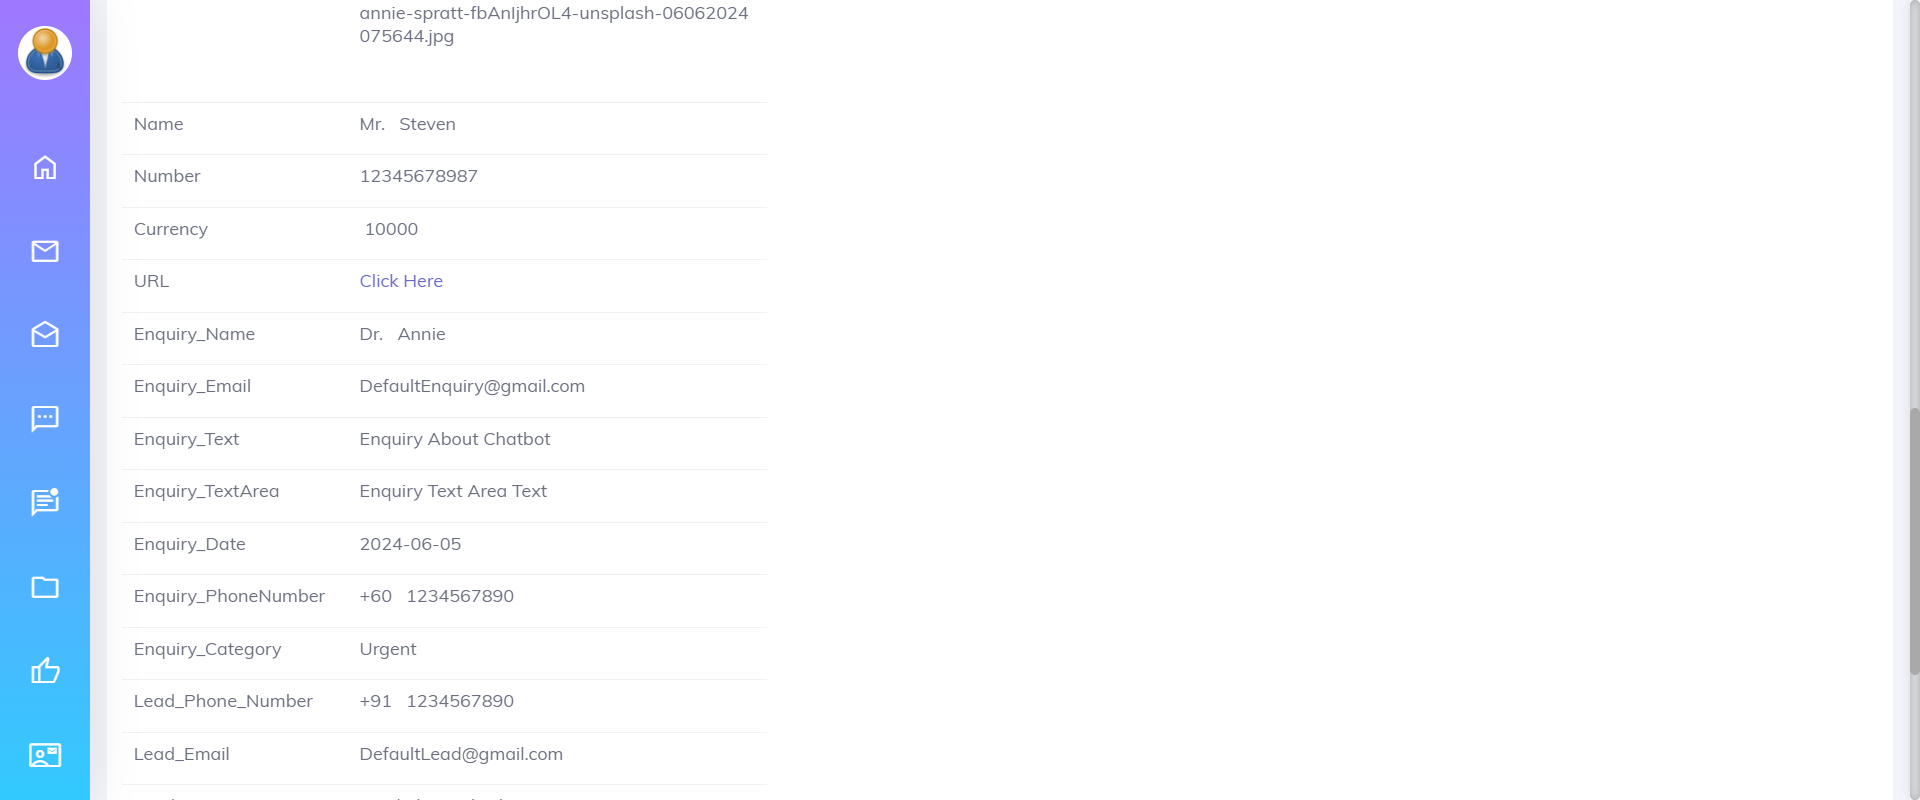 annie-spratt-fbAnIjhrOL4-unsplash-06062024
075644.jpg
Name Mr. Steven
Number 12345678987
Currency 10000
URL Click Here
Enquiry_Name Dr. Annie
Enquiry_Email DefaultEnquiry@gmail.com
Enquiry_Text Enquiry About Chatbot
Enquiry_TextArea Enquiry Text Area Text
Enquiry_Date 2024-06-05
Enquiry_PhoneNumber +60 1234567890
Enquiry_Category Urgent
Lead_Phone_Number +91 1234567890
Lead_Email DefaultLead@gmail.com